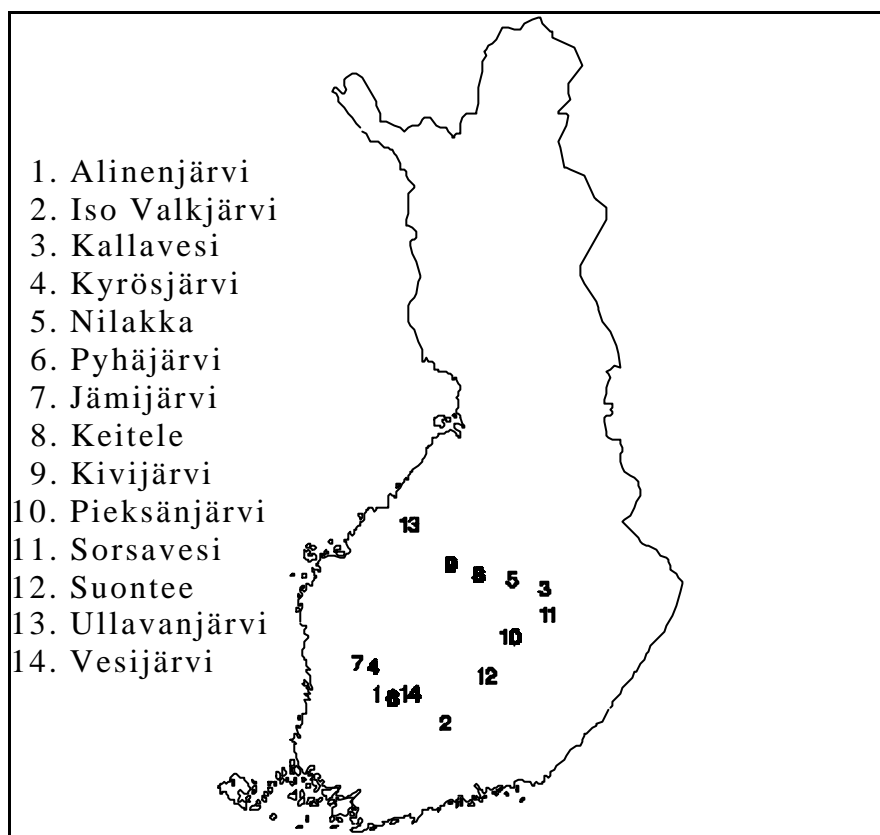 1. Alinenjärvi
2. Iso Valkjärvi
3. Kallavesi
4. Kyrösjärvi
5. Nilakka
6. Pyhäjärvi
7. Jämijärvi
8. Keitele
9. Kivijärvi
10. Pieksänjärvi
11. Sorsavesi
12. Suontee
13. Ullavanjärvi
14. Vesijärvi
13
9
8
5
3
11
10
12
7
4
1
6
14
2